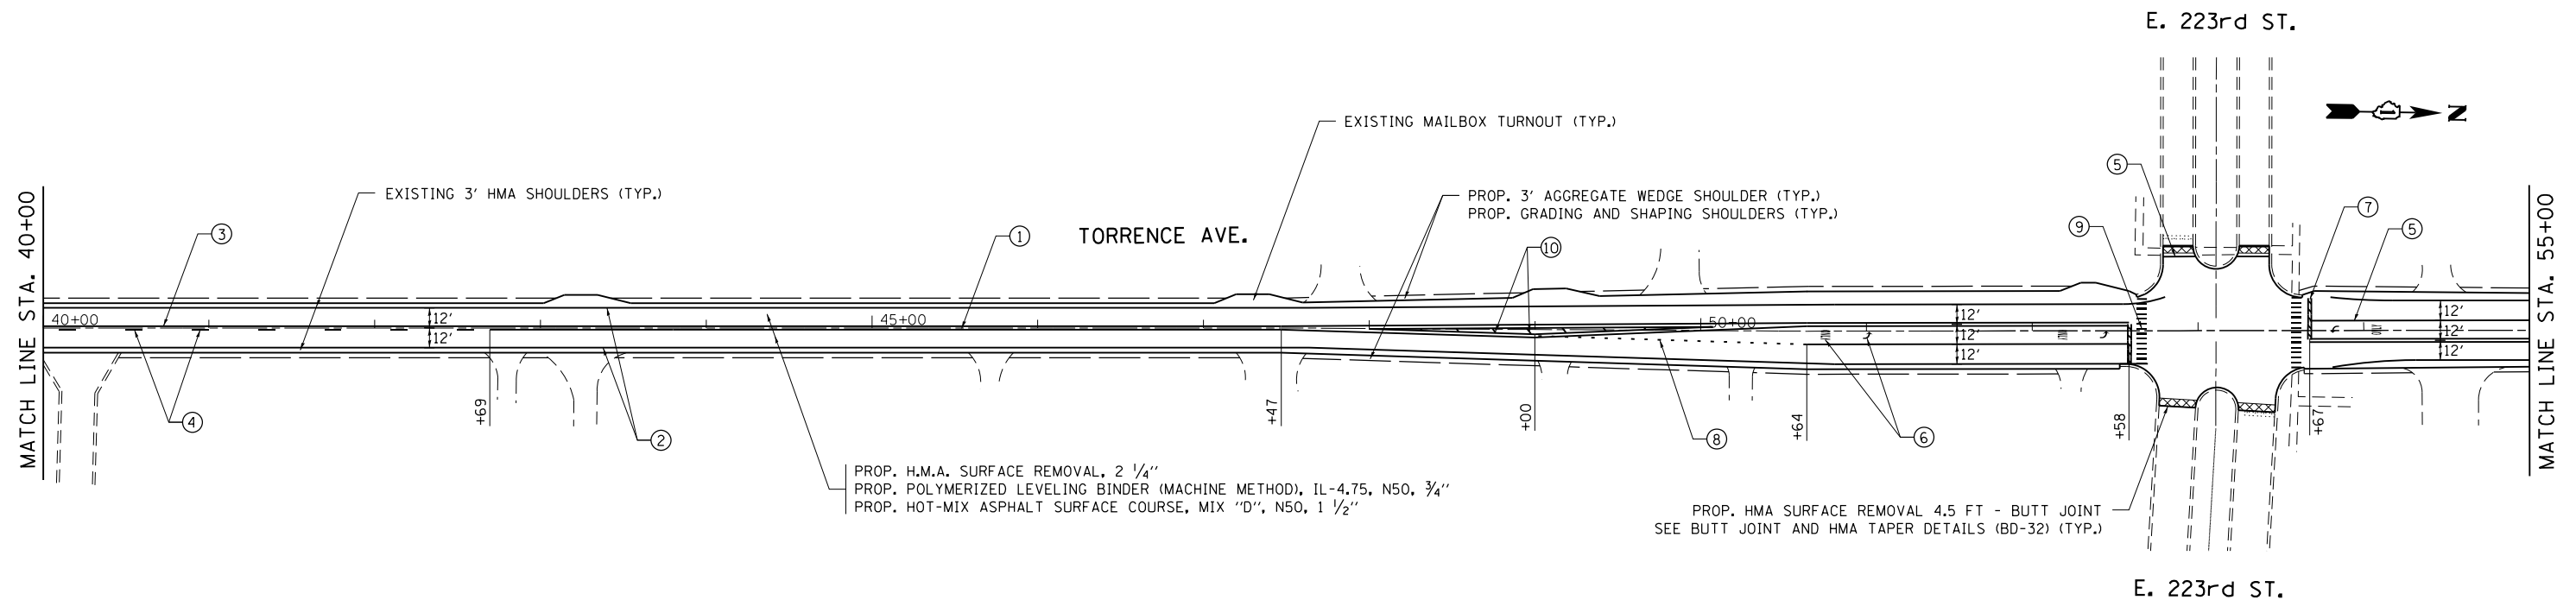 E. 223rd ST.
N
EXISTING MAILBOX TURNOUT (TYP.)
5
EXISTING 3' HMA SHOULDERS (TYP.)
PROP. 3' AGGREGATE WEDGE SHOULDER (TYP.)
PROP. GRADING AND SHAPING SHOULDERS (TYP.)
MATCH LINE STA. 40+00
MATCH LINE STA. 55+00
3
1
TORRENCE AVE.
10
9
7
5
40+00
12'
12'
45+00
50+00
12'
12'
12'
12'
12'
12'
4
+69
2
+47
+00
8
+64
6
+58
+67
PROP. H.M.A. SURFACE REMOVAL, 2 1/4"
PROP. POLYMERIZED LEVELING BINDER (MACHINE METHOD), IL-4.75, N50, 3/4"
PROP. HOT-MIX ASPHALT SURFACE COURSE, MIX "D", N50, 1 1/2"
PROP. HMA SURFACE REMOVAL 4.5 FT - BUTT JOINT
SEE BUTT JOINT AND HMA TAPER DETAILS (BD-32) (TYP.)
E. 223rd ST.